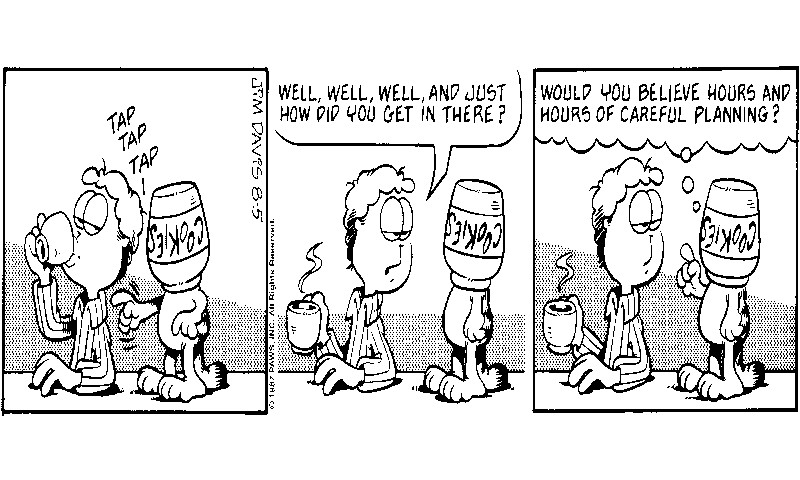 TAP
TAP
TAP
COOKIES
JIM DAVIS 8-5
© 1987 PAWS, INC. All Rights Reserved.
WELL, WELL, WELL, AND JUST
HOW DID YOU GET IN THERE?
COOKIES
WOULD YOU BELIEVE HOURS AND
HOURS OF CAREFUL PLANNING?
COOKIES